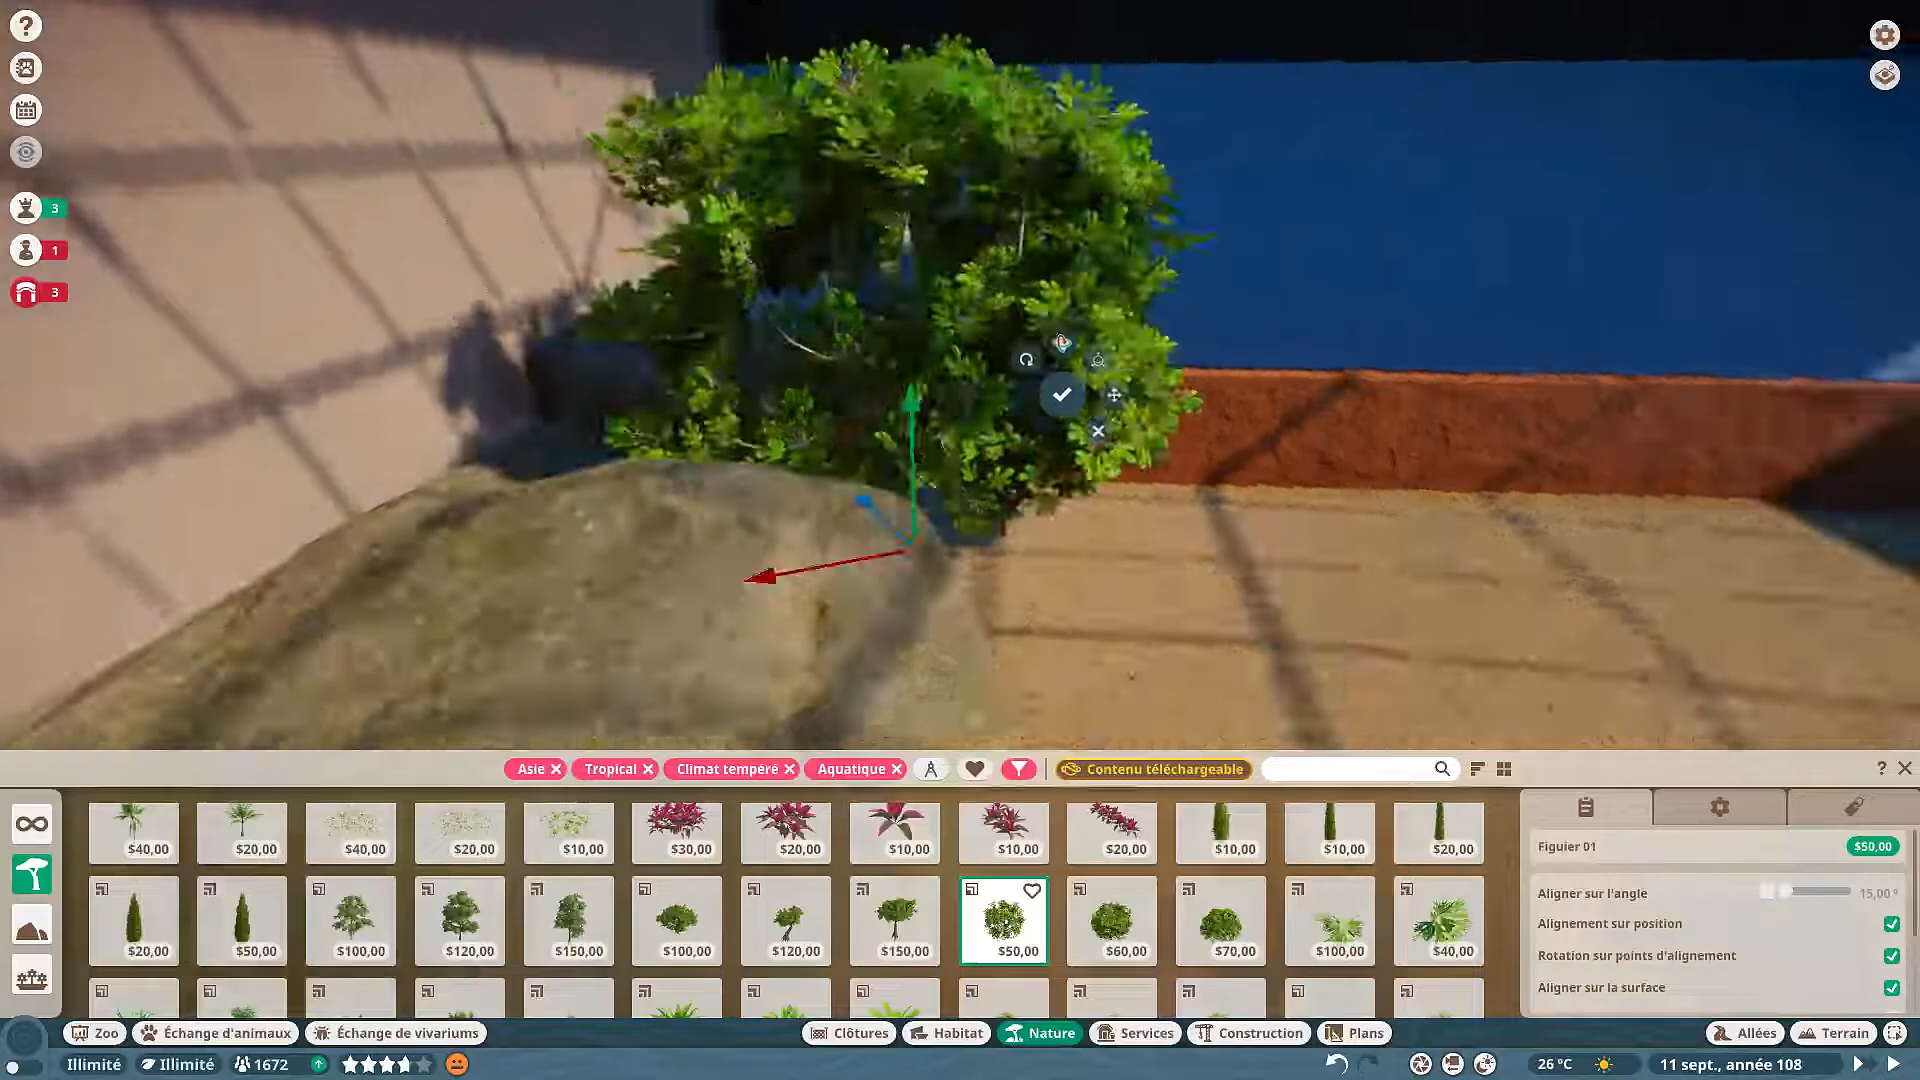 ?
3
1
3
Asie
Tropical
Climat tempéré
Aquatique
Contenu téléchargeable
?
$40,00
$20,00
$40,00
$20,00
$10,00
$30,00
$20,00
$10,00
$10,00
$20,00
$10,00
$10,00
$20,00
$20,00
$50,00
$100,00
$120,00
$150,00
$100,00
$120,00
$150,00
$50,00
$60,00
$70,00
$100,00
$40,00
Figuier 01
$50,00
Aligner sur l'angle
15,00 °
Alignement sur position
Rotation sur points d'alignement
Aligner sur la surface
Zoo
Échange d'animaux
Échange de vivariums
Clôtures
Habitat
Nature
Services
Construction
Plans
Allées
Terrain
Illimité
Illimité
1672
26 °C
11 sept., année 108